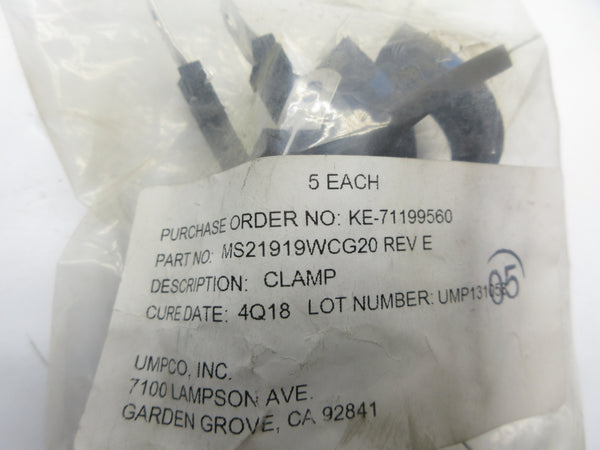 5 EACH
PURCHASE ORDER NO: KE-71199560
PART NO: MS21919WCG20 REV E
DESCRIPTION: CLAMP
CURE DATE: 4Q18 LOT NUMBER:
05
UMPCO, INC.
7100 LAMPSON AVE.
GARDEN GROVE, CA 92841